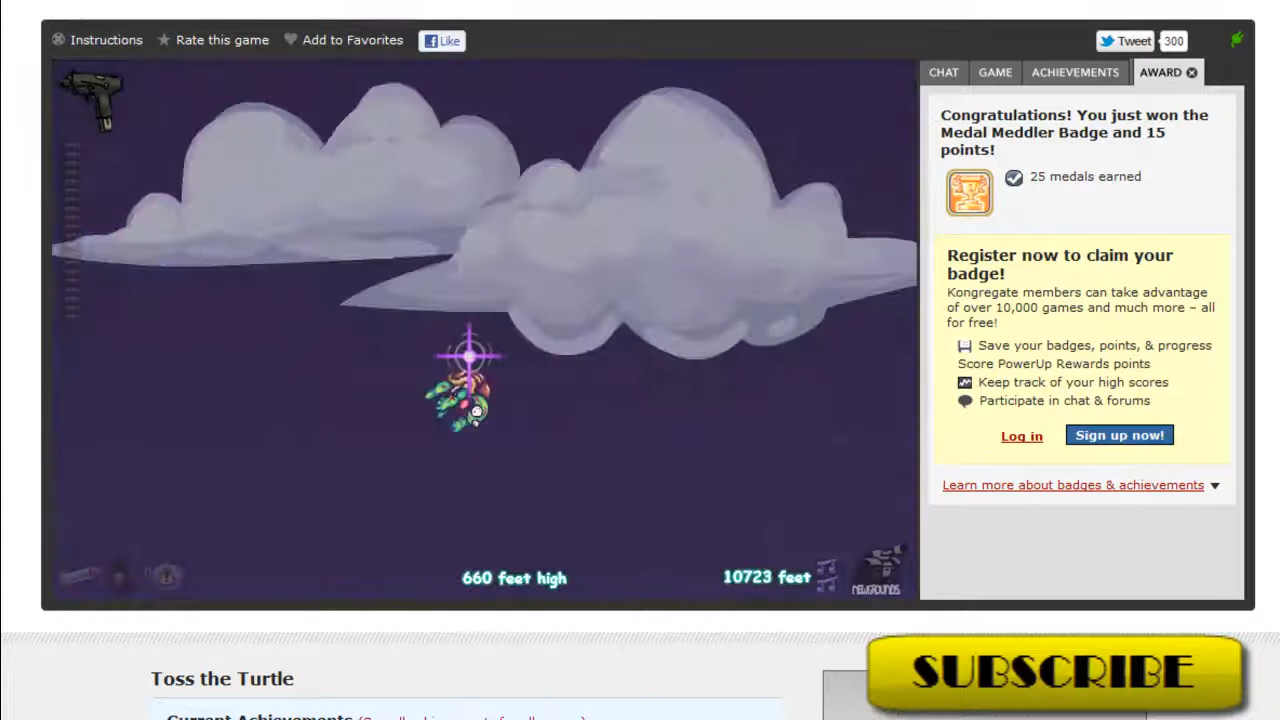 Instructions Rate this game Add to Favorites Like Tweet 300
CHAT GAME ACHIEVEMENTS AWARD
Congratulations! You just won the
Medal Meddler Badge and 15
points!
25 medals earned
Register now to claim your
badge!
Kongregate members can take advantage
of over 10,000 games and much more – all
for free!
Save your badges, points, & progress
Score PowerUp Rewards points
Keep track of your high scores
Participate in chat & forums
Log in Sign up now!
Learn more about badges & achievements
660 feet high 10723 feet
NEWGROUNDS
SUBSCRIBE
Toss the Turtle
Current Achievements